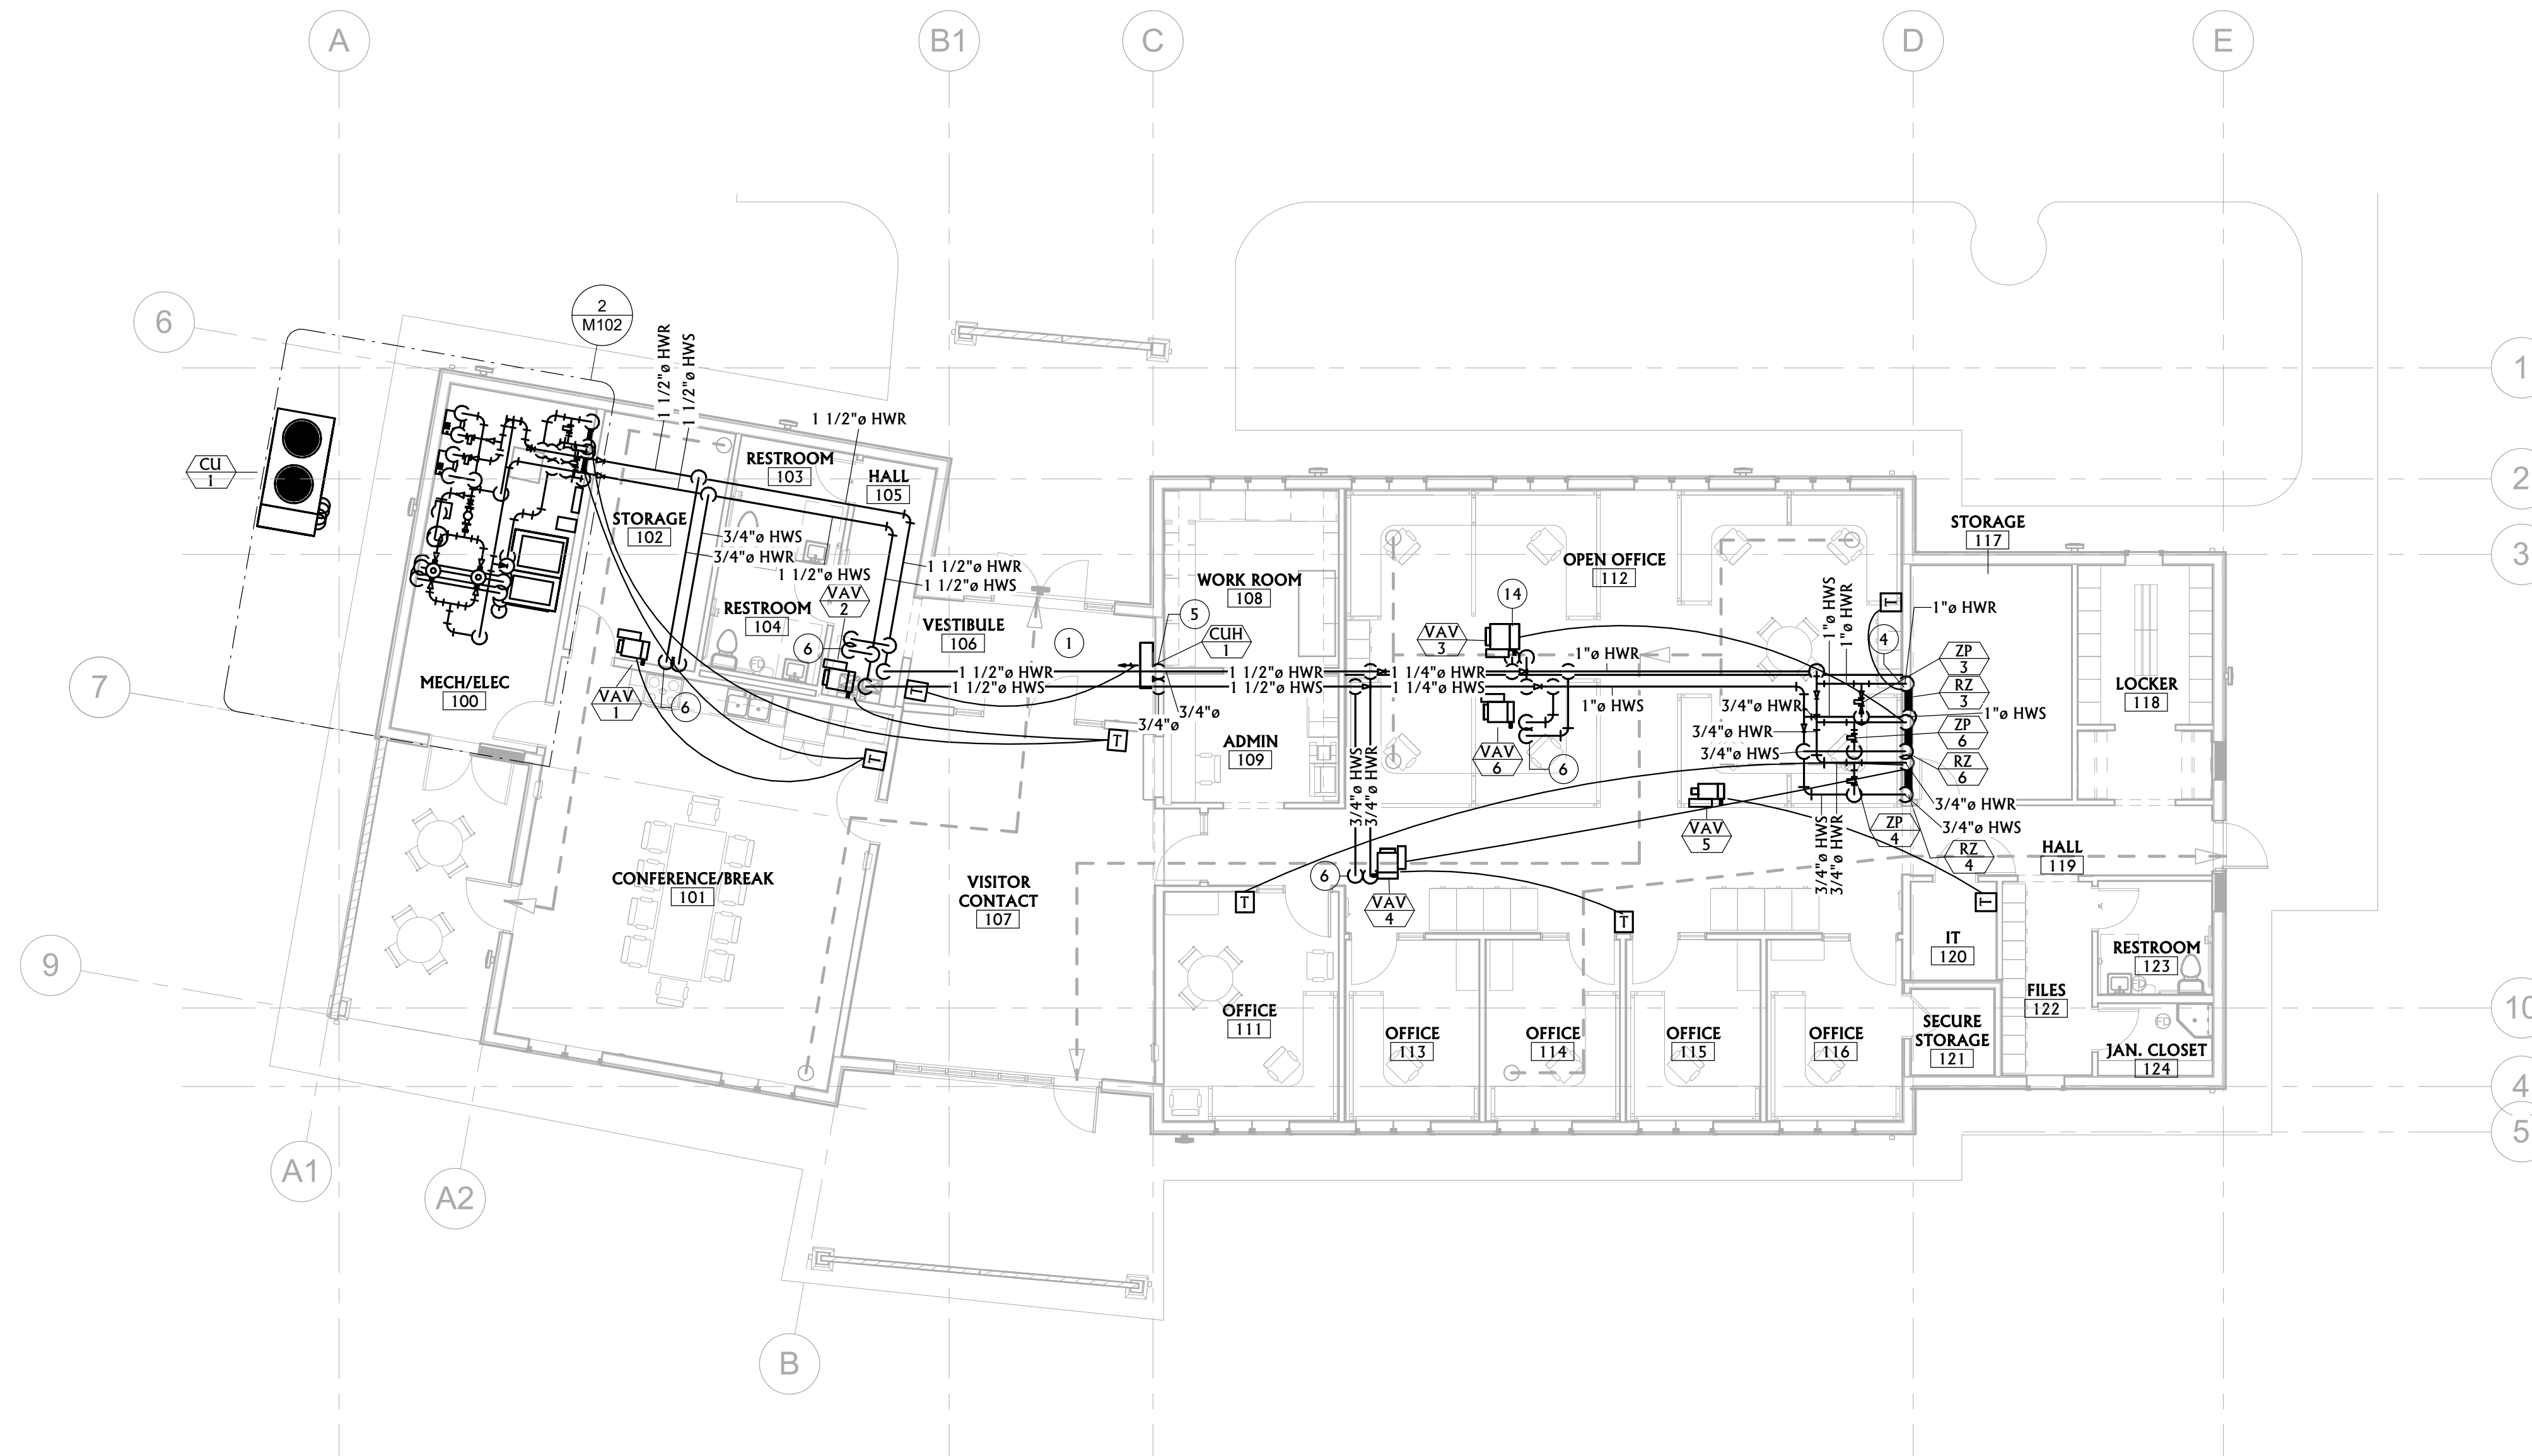 A
B1
C
D
E
6
2
M102
1
1 1/2"ø HWR
1 1/2"ø HWS
1 1/2"ø HWR
CU
1
RESTROOM
103
HALL
105
2
STORAGE
102
STORAGE
117
3
3/4"ø HWS
3/4"ø HWR
1 1/2"ø HWS
1 1/2"ø HWR
1 1/2"ø HWS
VAV
2
OPEN OFFICE
112
WORK ROOM
108
14
1"ø HWS
1"ø HWR
T
1"ø HWR
RESTROOM
104
FD
6
VESTIBULE
106
1
5
CUH
1
VAV
3
4
1"ø HWR
ZP
3
7
1 1/2"ø HWR
1 1/2"ø HWS
1 1/2"ø HWR
1 1/2"ø HWS
1 1/4"ø HWR
1 1/4"ø HWS
MECH/ELEC
100
VAV
1
6
T
3/4"ø
3/4"ø
1"ø HWS
3/4"ø HWR
RZ
3
1"ø HWS
LOCKER
118
3/4"ø HWR
3/4"ø HWS
ZP
6
T
T
ADMIN
109
VAV
6
6
RZ
6
3/4"ø HWS
3/4"ø HWR
VAV
5
3/4"ø HWR
3/4"ø HWS
ZP
4
3/4"ø HWS
3/4"ø HWR
RZ
4
HALL
119
CONFERENCE/BREAK
101
VISITOR
CONTACT
107
6
VAV
4
T
T
T
9
IT
120
RESTROOM
123
FD
OFFICE
111
OFFICE
113
OFFICE
114
OFFICE
115
OFFICE
116
FILES
122
SECURE
STORAGE
121
FD
JAN. CLOSET
124
10
4
5
A1
A2
B